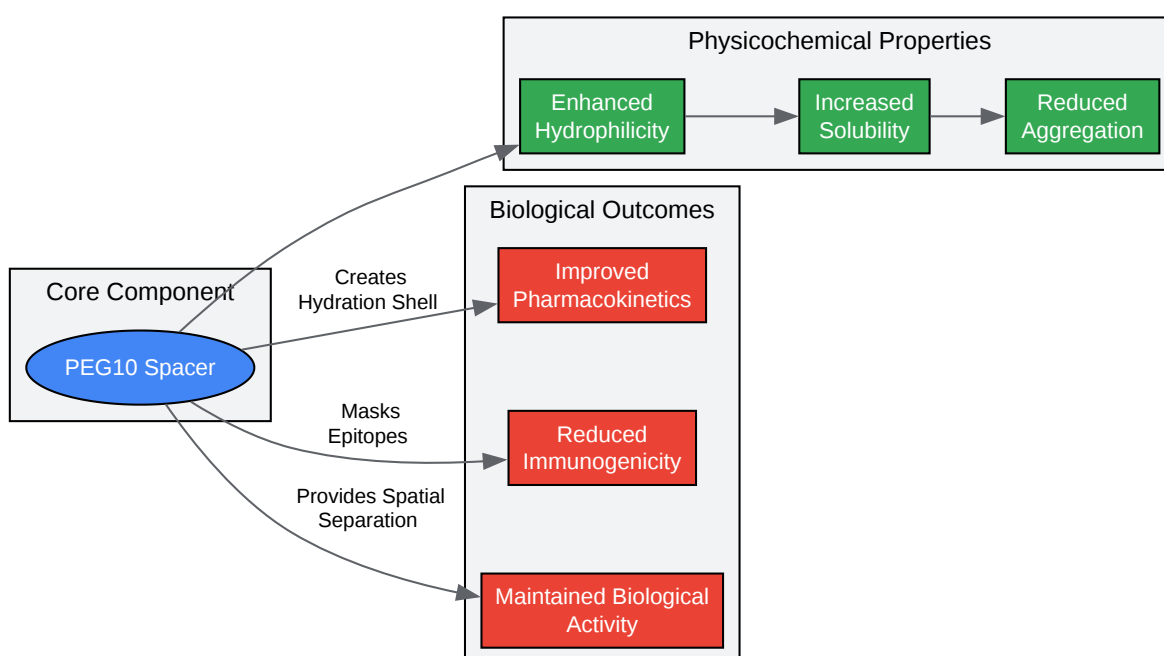 Physicochemical Properties
Enhanced
Hydrophilicity
Increased
Solubility
Reduced
Aggregation
Biological Outcomes
Improved
Pharmacokinetics
Creates
Hydration Shell
Core Component
PEG10 Spacer
Masks
Epitopes
Reduced
Immunogenicity
Provides Spatial
Separation
Maintained Biological
Activity